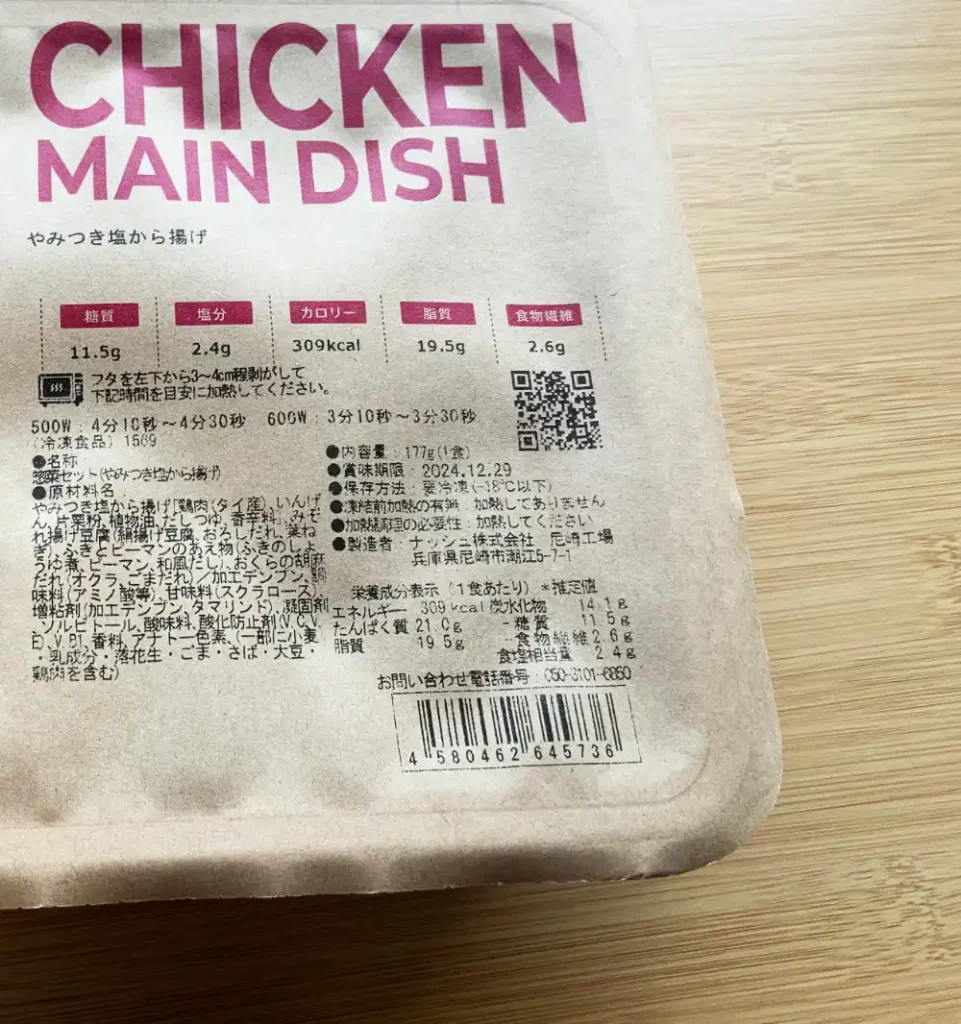 CHICKEN
MAIN DISH
やみつき塩から揚げ
糖質 塩分 カロリー 脂質 食物繊維
11.5g 2.4g 309kcal 19.5g 2.6g
フタを左下から3〜4cm程剥がして
下記時間を目安に加熱してください。
500W：4分10秒〜4分30秒 600W：3分10秒〜3分30秒
(冷凍食品) 1569
●名称
惣菜セット(やみつき塩から揚げ)
●原材料名
やみつき塩から揚げ[鶏肉(タイ産)、いんげ
ん、片栗粉、植物油、だしつゆ、香辛料]、みぞ
れ揚げ豆腐(絹揚げ豆腐、おろしだれ、葉ね
ぎ)、ふきとピーマンのあえ物(ふきのしょ
うゆ煮、ピーマン、和風だし)、おくらの胡麻
だれ(オクラ、ごまだれ)／加工デンプン、調
味料(アミノ酸等)、甘味料(スクラロース)、
増粘剤(加工デンプン、タマリンド)、凝固剤
、ソルビトール、酸味料、酸化防止剤(V.C,V.
E)、V.B1、香料、アナトー色素、(一部に小麦
・乳成分・落花生・ごま・さば・大豆・
鶏肉を含む)
●内容量：177g(1食)
●賞味期限：2024.12.29
●保存方法：要冷凍(-18℃以下)
●凍結前加熱の有無：加熱してありません
●加熱調理の必要性：加熱してください
●製造者：ナッシュ株式会社 尼崎工場
兵庫県尼崎市潮江5-7-1
栄養成分表示（1食あたり）＊推定値
エネルギー 309 kcal 炭水化物 14.1g
たんぱく質 21.0g -糖質 11.5g
脂質 19.5g -食物繊維 2.6g
食塩相当量 2.4g
お問い合わせ電話番号：050-3101-6850
4 580462 645736